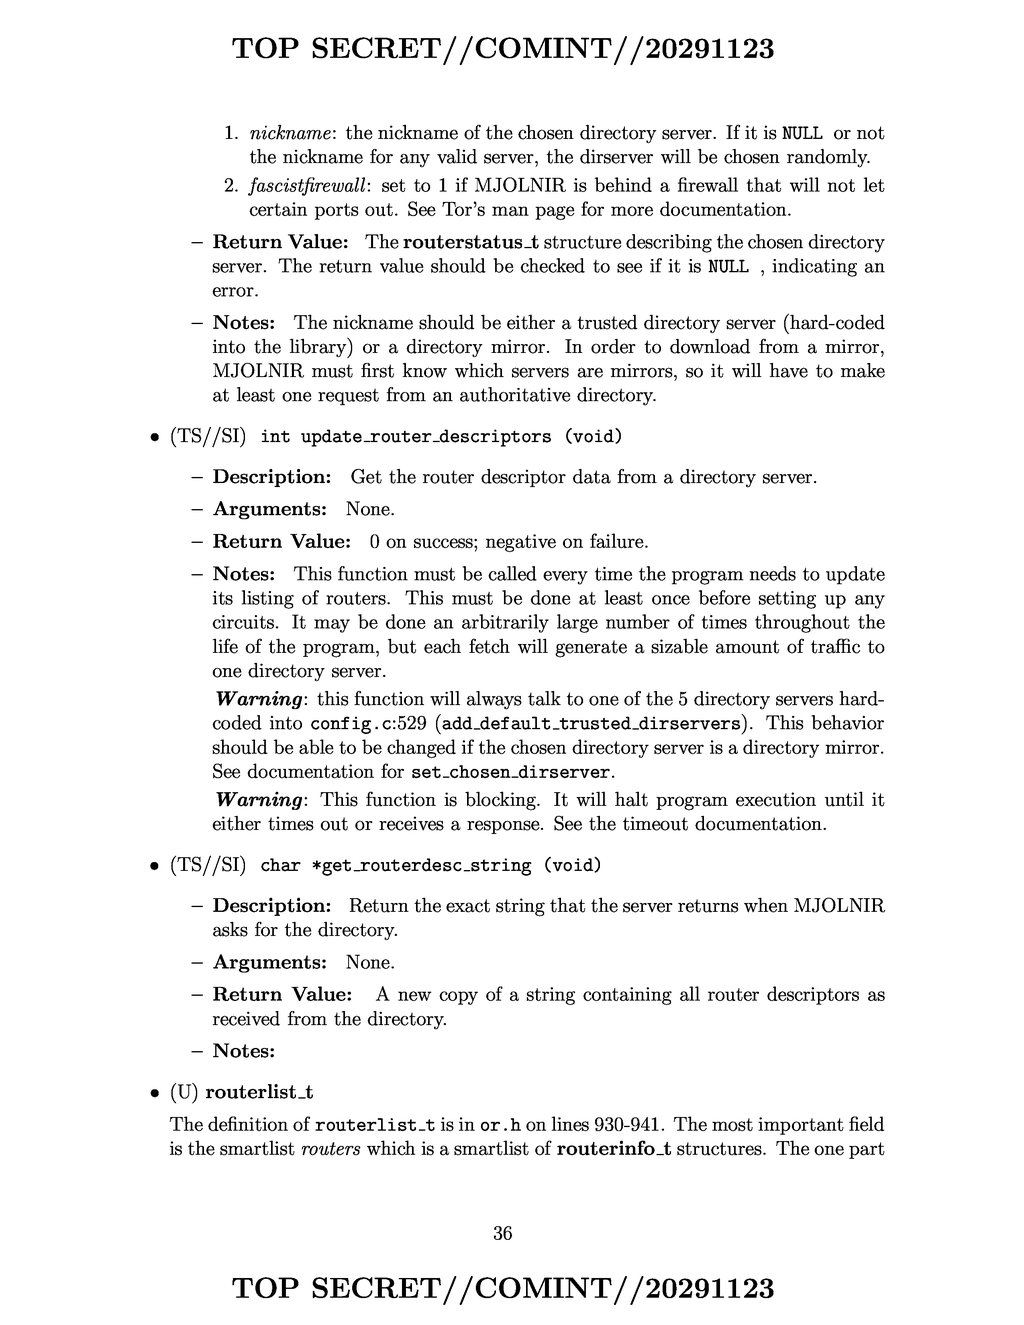 TOP SECRET//COMINT//20291123
1. nickname: the nickname of the chosen directory server. If it is NULL or not
the nickname for any valid server, the dirserver will be chosen randomly.
2. fascistfirewall: set to 1 if MJOLNIR is behind a firewall that will not let
certain ports out. See Tor's man page for more documentation.
– Return Value: The routerstatus_t structure describing the chosen directory
server. The return value should be checked to see if it is NULL , indicating an
error.
– Notes: The nickname should be either a trusted directory server (hard-coded
into the library) or a directory mirror. In order to download from a mirror,
MJOLNIR must first know which servers are mirrors, so it will have to make
at least one request from an authoritative directory.
• (TS//SI) int update_router_descriptors (void)
– Description: Get the router descriptor data from a directory server.
– Arguments: None.
– Return Value: 0 on success; negative on failure.
– Notes: This function must be called every time the program needs to update
its listing of routers. This must be done at least once before setting up any
circuits. It may be done an arbitrarily large number of times throughout the
life of the program, but each fetch will generate a sizable amount of traffic to
one directory server.
Warning: this function will always talk to one of the 5 directory servers hard-
coded into config.c:529 (add_default_trusted_dirservers). This behavior
should be able to be changed if the chosen directory server is a directory mirror.
See documentation for set_chosen_dirserver.
Warning: This function is blocking. It will halt program execution until it
either times out or receives a response. See the timeout documentation.
• (TS//SI) char *get_routerdesc_string (void)
– Description: Return the exact string that the server returns when MJOLNIR
asks for the directory.
– Arguments: None.
– Return Value: A new copy of a string containing all router descriptors as
received from the directory.
– Notes:
• (U) routerlist_t
The definition of routerlist_t is in or.h on lines 930-941. The most important field
is the smartlist routers which is a smartlist of routerinfo_t structures. The one part
36
TOP SECRET//COMINT//20291123